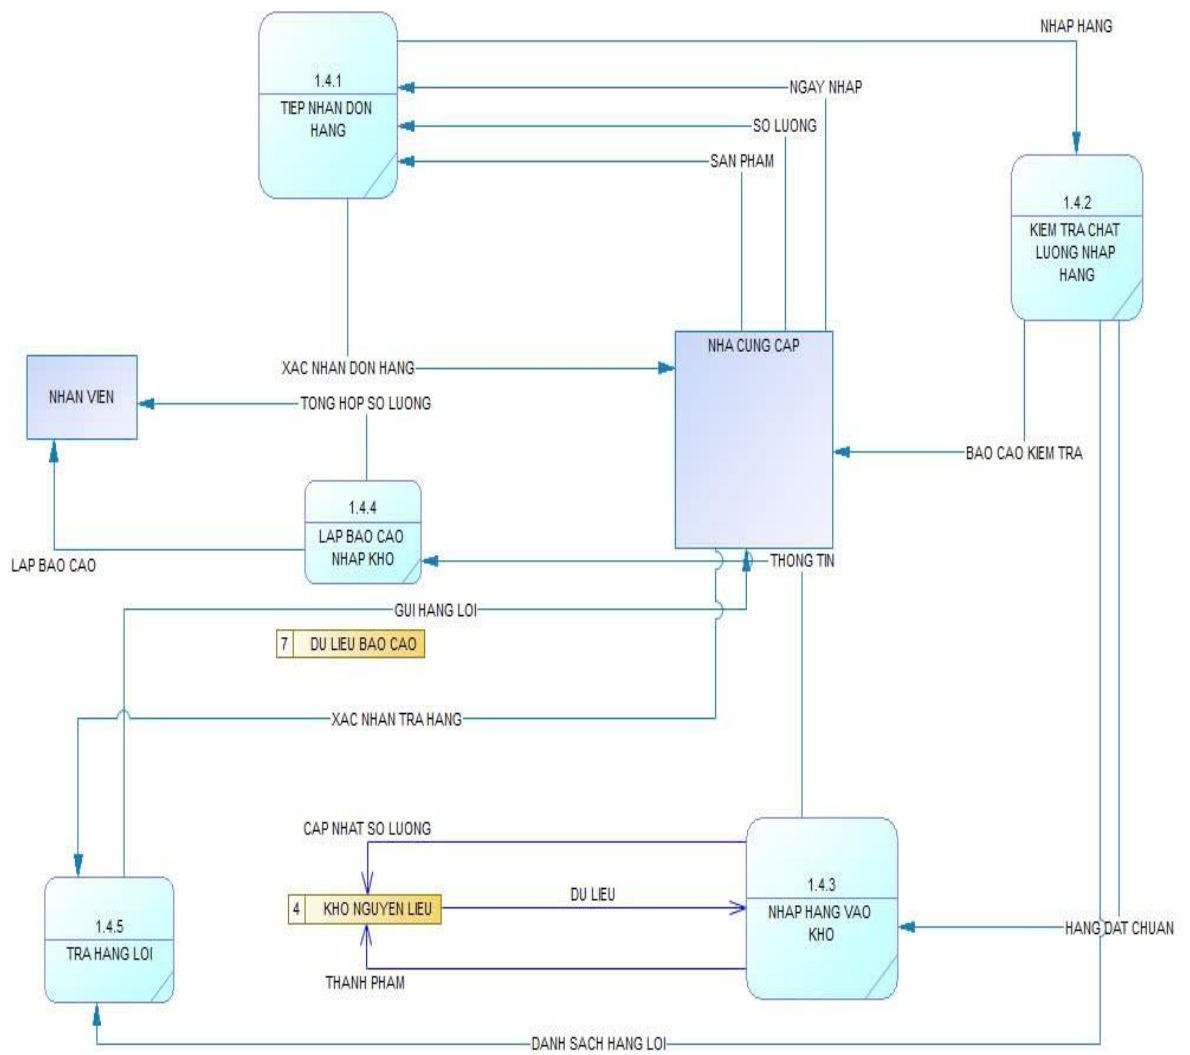 NHAP HANG
1.4.1
TIEP NHAN DON
HANG
NGAY NHAP
SO LUONG
SAN PHAM
1.4.2
KIEM TRA CHAT
LUONG NHAP
HANG
NHA CUNG CAP
XAC NHAN DON HANG
NHAN VIEN
TONG HOP SO LUONG
BAO CAO KIEM TRA
1.4.4
LAP BAO CAO
NHAP KHO
LAP BAO CAO
THONG TIN
GUI HANG LOI
7 DU LIEU BAO CAO
XAC NHAN TRA HANG
CAP NHAT SO LUONG
1.4.3
NHAP HANG VAO
KHO
DU LIEU
4 KHO NGUYEN LIEU
1.4.5
TRA HANG LOI
HANG DAT CHUAN
THANH PHAM
DANH SACH HANG LOI